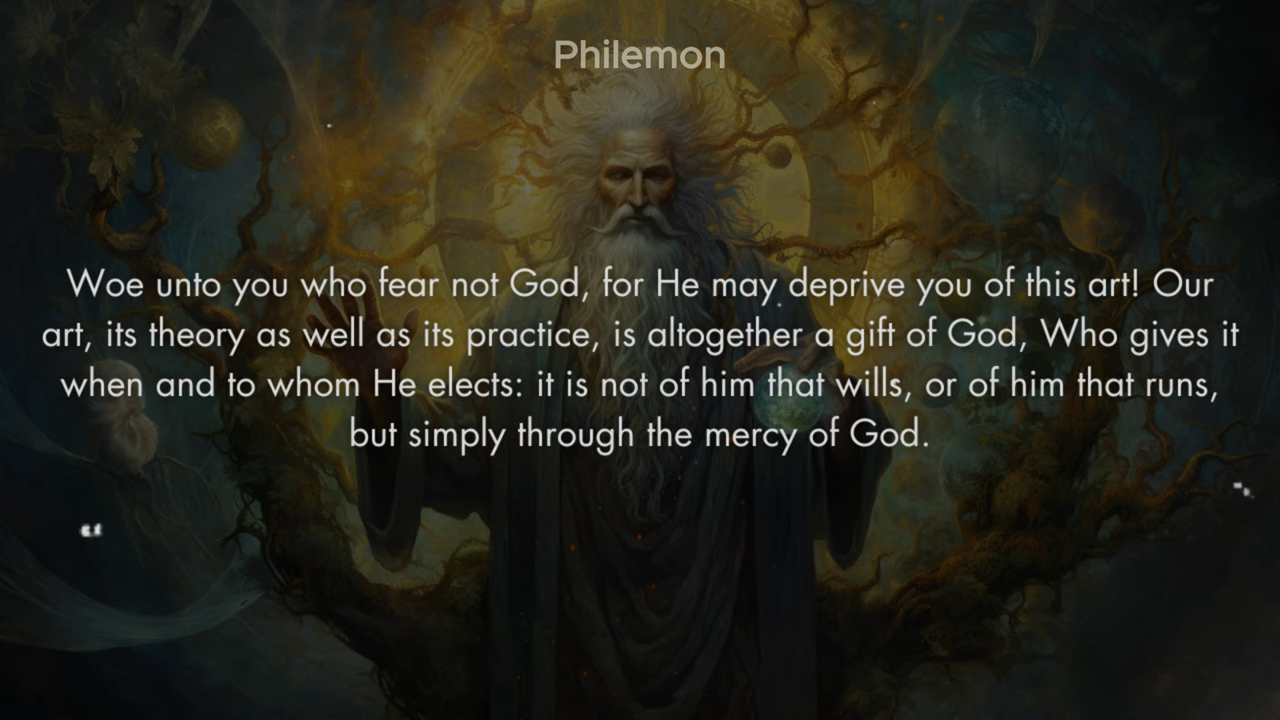 Philemon
Woe unto you who fear not God, for He may deprive you of this art! Our
art, its theory as well as its practice, is altogether a gift of God, Who gives it
when and to whom He elects: it is not of him that wills, or of him that runs,
but simply through the mercy of God.